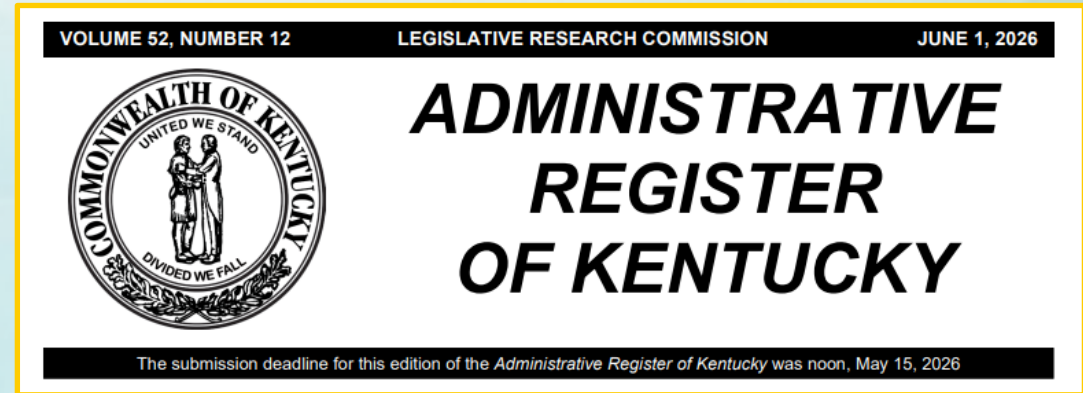 VOLUME 52, NUMBER 12 LEGISLATIVE RESEARCH COMMISSION JUNE 1, 2026
COMMONWEALTH OF KENTUCKY
UNITED WE STAND
DIVIDED WE FALL
ADMINISTRATIVE
REGISTER
OF KENTUCKY
The submission deadline for this edition of the Administrative Register of Kentucky was noon, May 15, 2026